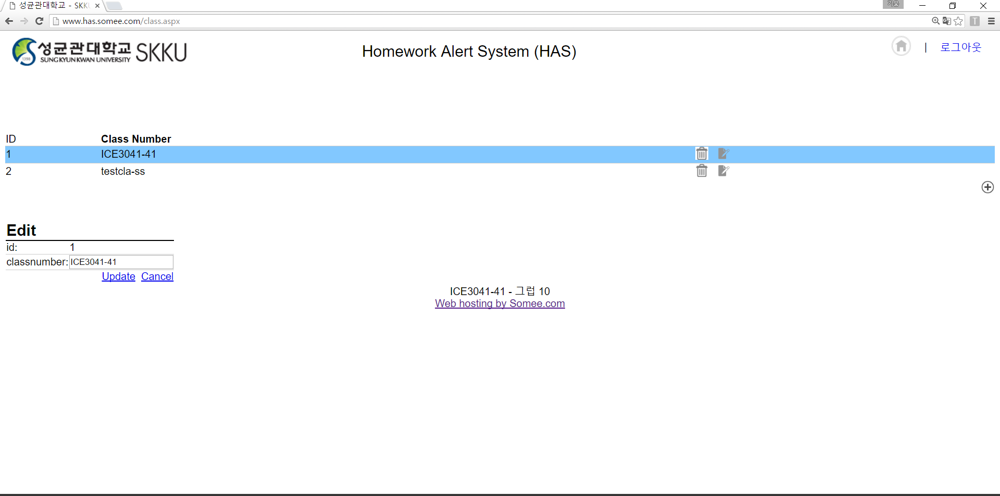 성균관대학교 - SKKU
기웅
www.has.somee.com/class.aspx
T
성균관대학교 SKKU
SUNG KYUN KWAN UNIVERSITY
1398
Homework Alert System (HAS)
| 로그아웃
ID Class Number
1 ICE3041-41
2 testcla-ss
Edit
id: 1
classnumber: ICE3041-41
Update Cancel
ICE3041-41 - 그럽 10
Web hosting by Somee.com